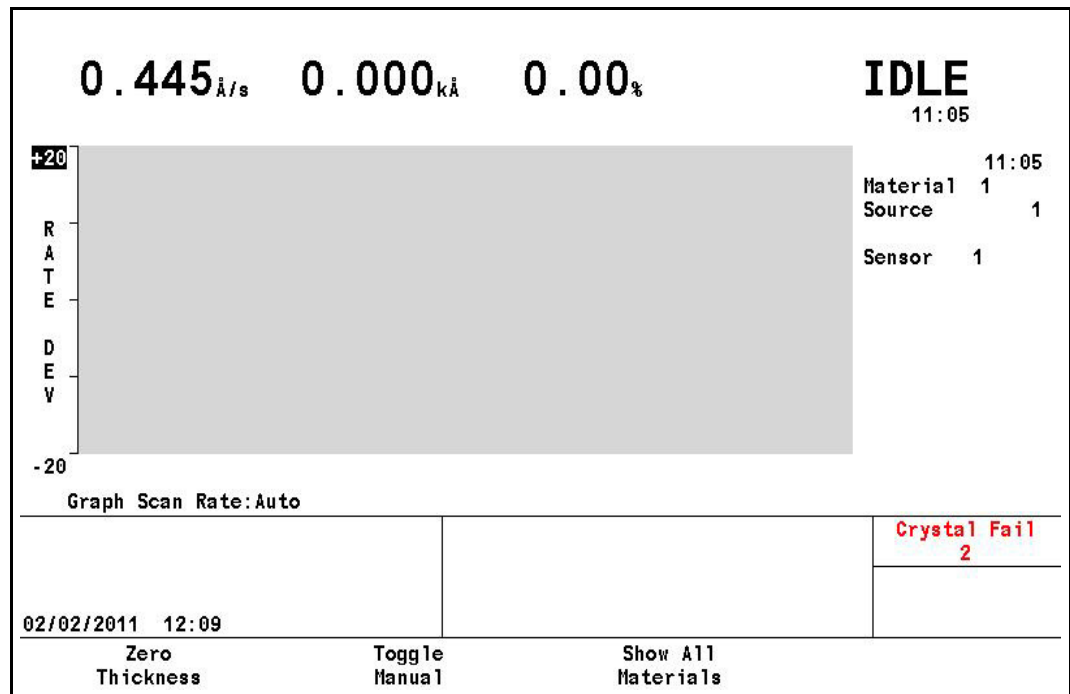 0.445Å/s 0.000kÅ 0.00% IDLE
11:05
+20
11:05
Material 1
Source 1
Sensor 1
RATE DEV
-20
Graph Scan Rate:Auto
Crystal Fail
2
02/02/2011 12:09
Zero Thickness
Toggle Manual
Show All Materials